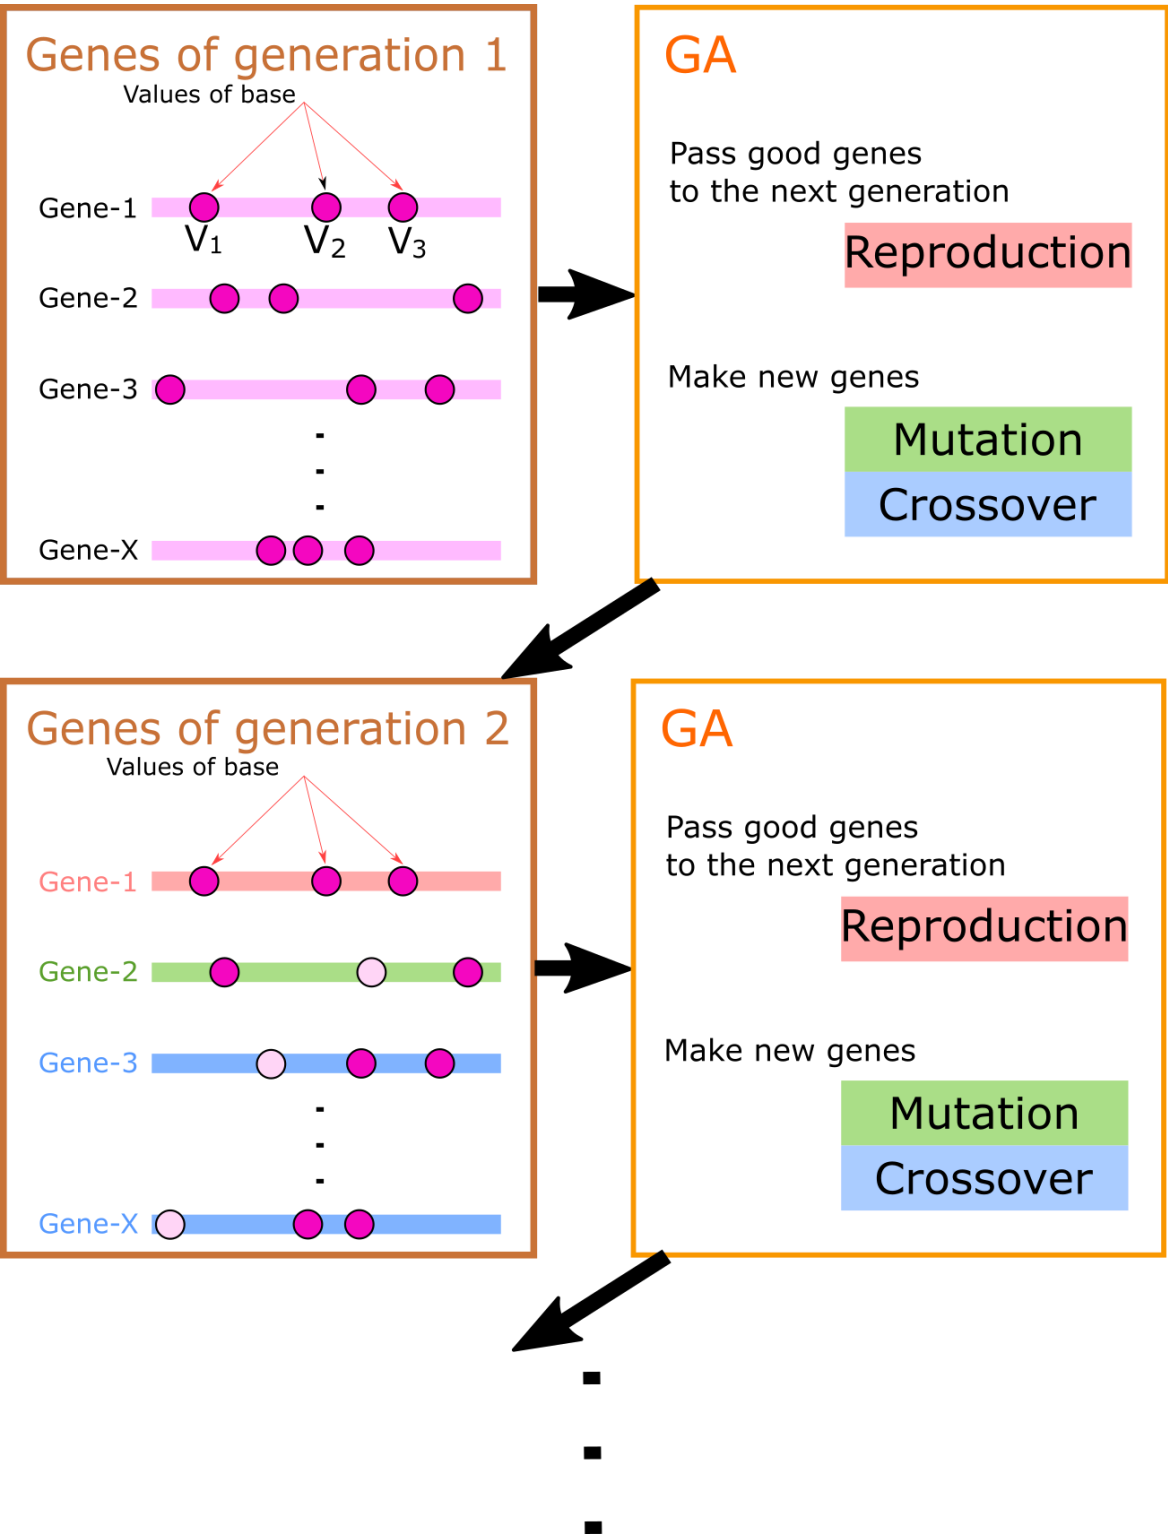 Genes of generation 1
Values of base
Gene-1
V1 V2 V3
Gene-2
Gene-3
Gene-X
GA
Pass good genes
to the next generation
Reproduction
Make new genes
Mutation
Crossover
Genes of generation 2
Values of base
Gene-1
Gene-2
Gene-3
Gene-X
GA
Pass good genes
to the next generation
Reproduction
Make new genes
Mutation
Crossover